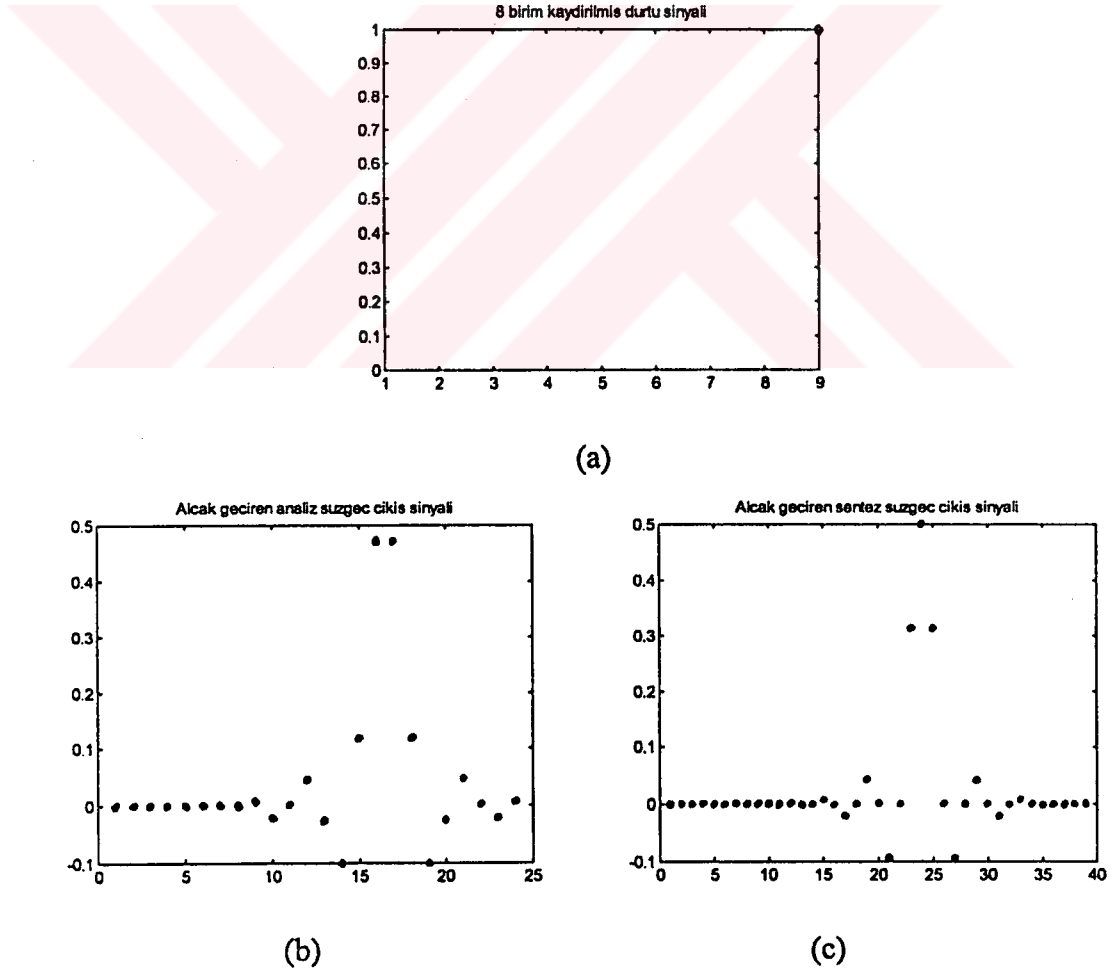 8 birim kaydirilmis durtu sinyali
1
0.9
0.8
0.7
0.6
0.5
0.4
0.3
0.2
0.1
0
1 2 3 4 5 6 7 8 9
(a)
Alcak geciren analiz suzgec cikis sinyali
0.5
0.4
0.3
0.2
0.1
0
-0.1
0 5 10 15 20 25
(b)
Alcak geciren sentez suzgec cikis sinyali
0.5
0.4
0.3
0.2
0.1
0
-0.1
0 5 10 15 20 25 30 35 40
(c)